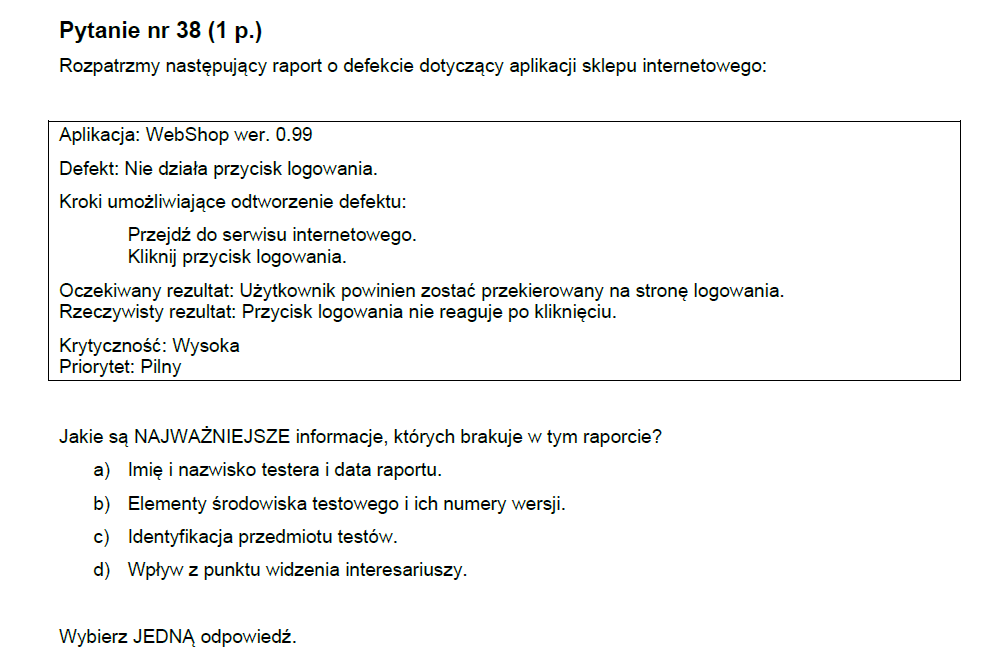 Pytanie nr 38 (1 p.)
Rozpatrzmy następujący raport o defekcie dotyczący aplikacji sklepu internetowego:
Aplikacja: WebShop wer. 0.99
Defekt: Nie działa przycisk logowania.
Kroki umożliwiające odtworzenie defektu:
Przejdź do serwisu internetowego.
Kliknij przycisk logowania.
Oczekiwany rezultat: Użytkownik powinien zostać przekierowany na stronę logowania.
Rzeczywisty rezultat: Przycisk logowania nie reaguje po kliknięciu.
Krytyczność: Wysoka
Priorytet: Pilny
Jakie są NAJWAŻNIEJSZE informacje, których brakuje w tym raporcie?
a) Imię i nazwisko testera i data raportu.
b) Elementy środowiska testowego i ich numery wersji.
c) Identyfikacja przedmiotu testów.
d) Wpływ z punktu widzenia interesariuszy.
Wybierz JEDNĄ odpowiedź.